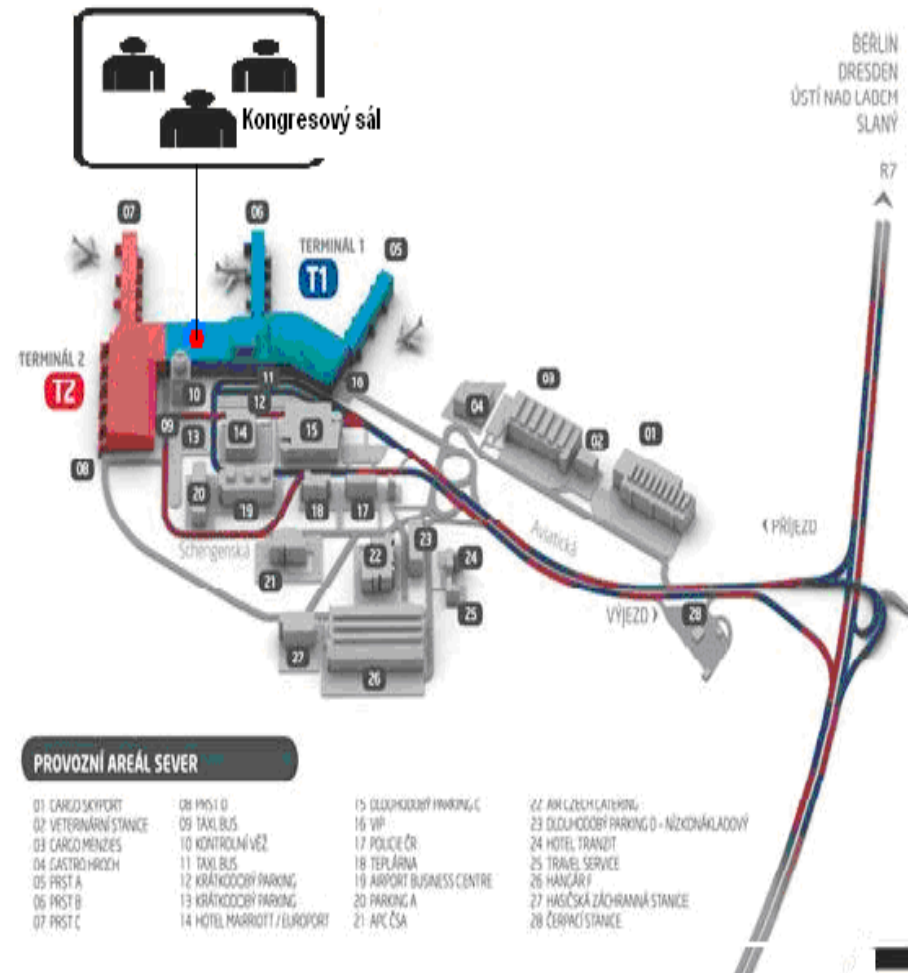 Kongresový sál
BERLIN
DRESDEN
ÚSTÍ NAD LABEM
SLANÝ
R7
07
06
TERMINÁL 1
T1
05
TERMINÁL 2
T2
10
11
16
12
03
04
09
13
14
15
02
01
08
20
19
18
17
Schengenská
Aviatická
PŘÍJEZD
21
22
23
24
25
VÝJEZD
28
27
26
PROVOZNÍ AREÁL SEVER
01 CARGO SKYPORT
02 VETERINÁRNÍ STANICE
03 CARGO MENZIES
04 GASTRO HROCH
05 PRST A
06 PRST B
07 PRST C
08 PRST D
09 TAXI, BUS
10 KONTROLNÍ VĚŽ
11 TAXI, BUS
12 KRÁTKODOBÝ PARKING
13 KRÁTKODOBÝ PARKING
14 HOTEL MARRIOTT / EUROPORT
15 DLOUHODOBÝ PARKING C
16 VIP
17 POLICIE ČR
18 TEPLÁRNA
19 AIRPORT BUSINESS CENTRE
20 PARKING A
21 APC ČSA
22 AIR CZECH CATERING
23 DLOUHODOBÝ PARKING D - NÍZKONÁKLADOVÝ
24 HOTEL TRANZIT
25 TRAVEL SERVICE
26 HANGÁR F
27 HASIČSKÁ ZÁCHRANNÁ STANICE
28 ČERPACÍ STANICE